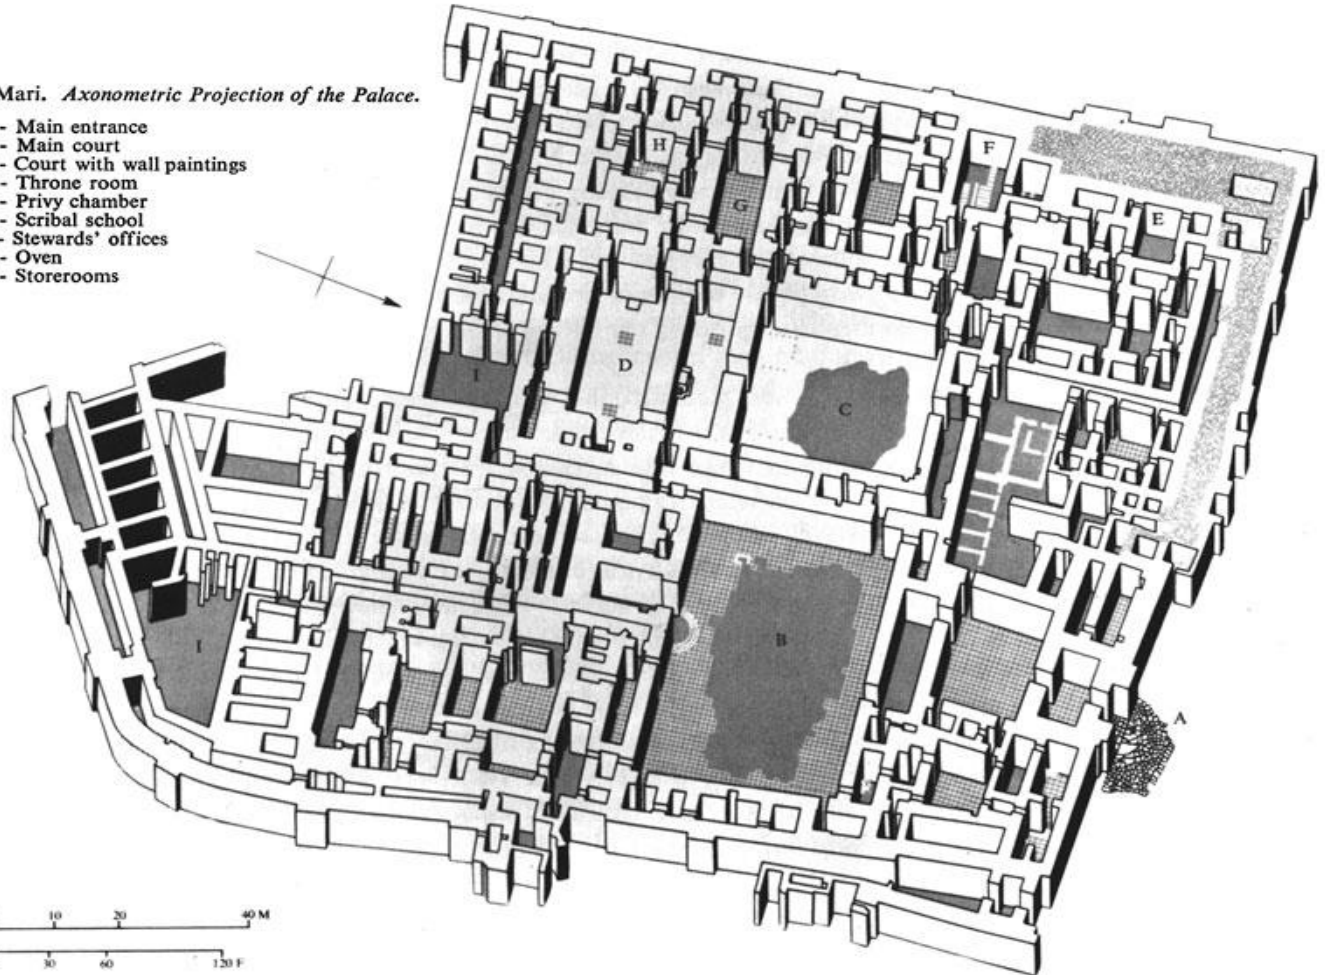 Mari. Axonometric Projection of the Palace.
- Main entrance
- Main court
- Court with wall paintings
- Throne room
- Privy chamber
- Scribal school
- Stewards' offices
- Oven
- Storerooms
H
F
G
E
I
D
C
B
I
A
10 20 40 M
30 60 120 F